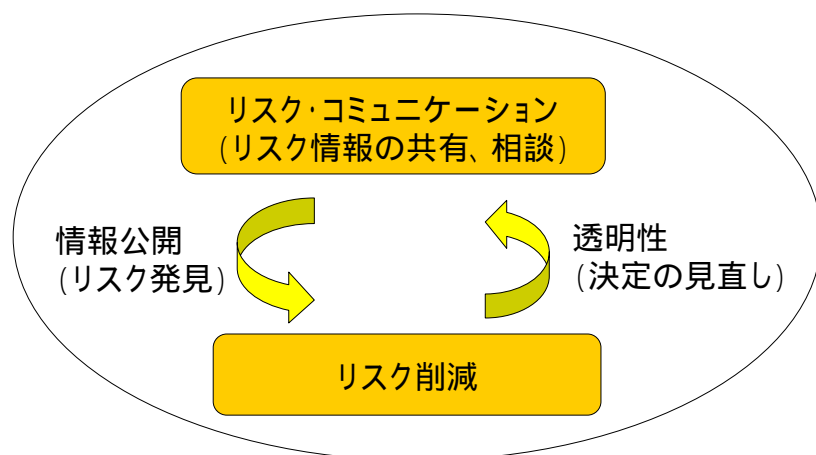 リスク・コミュニケーション
(リスク情報の共有、相談)
情報公開
(リスク発見)
透明性
(決定の見直し)
リスク削減